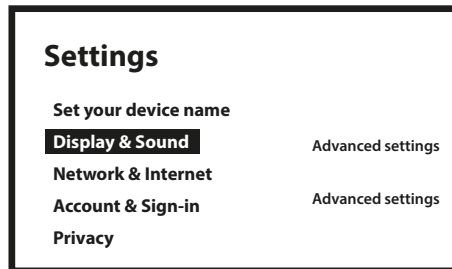 Settings
Set your device name
Display & Sound
Advanced settings
Network & Internet
Account & Sign-in
Advanced settings
Privacy